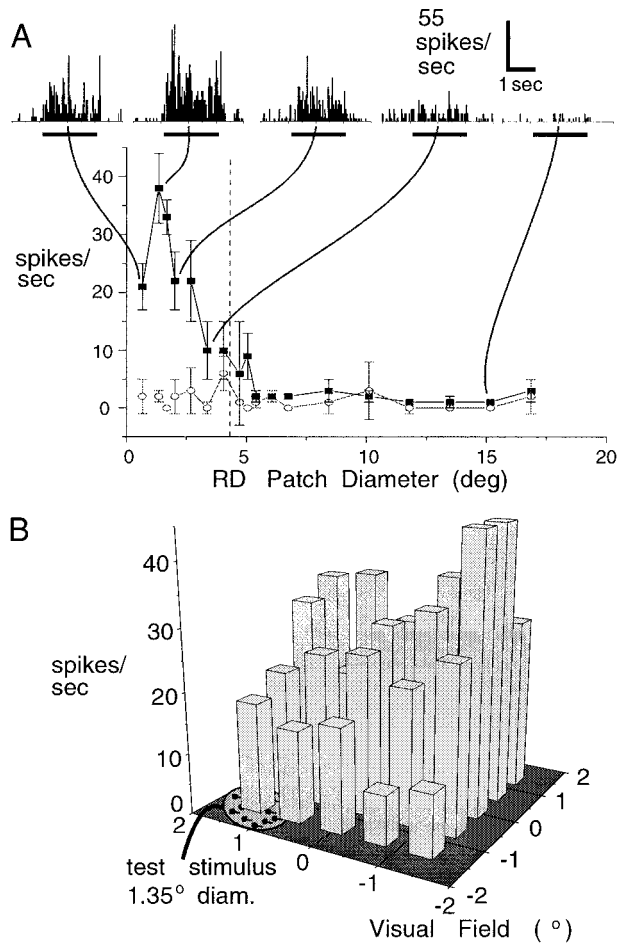 A
55
spikes/
sec
1 sec
40
30
20
10
0
spikes/
sec
0
5
10
15
20
RD Patch Diameter (deg)
B
40
30
20
10
0
spikes/
sec
2
1
0
-1
-2
-2
-1
0
1
2
test stimulus
1.35° diam.
Visual Field (°)